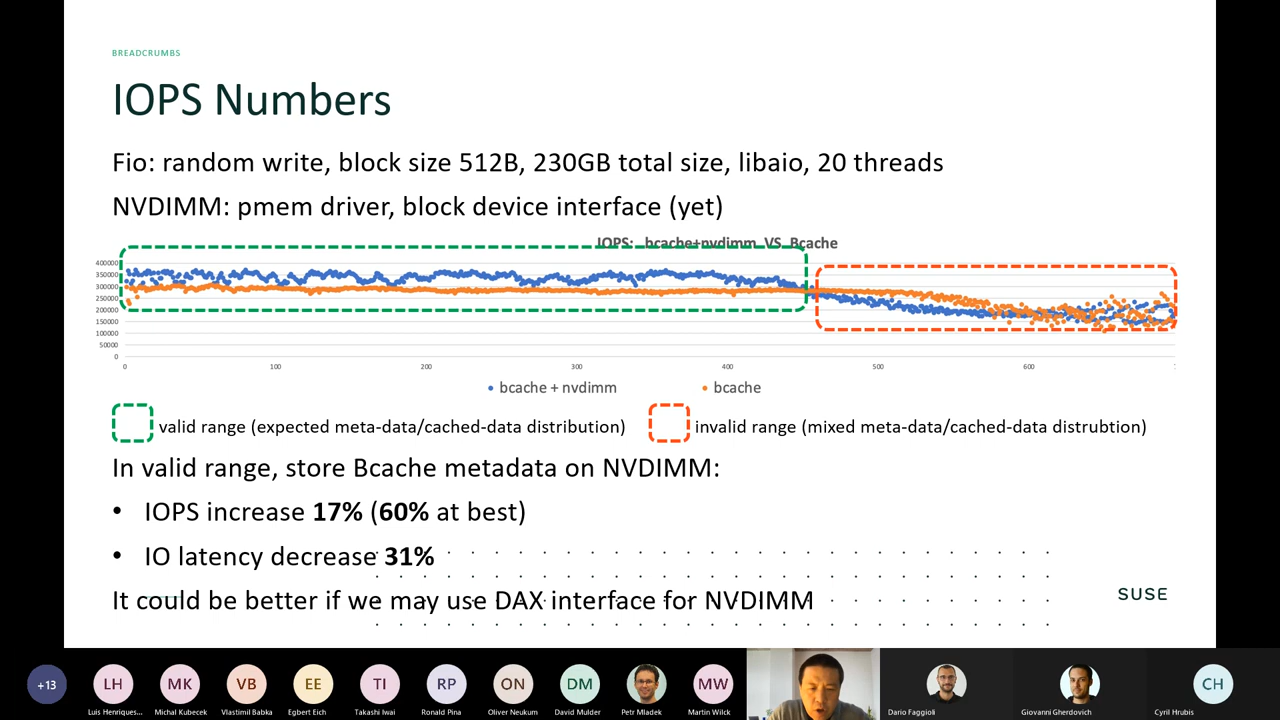 BREADCRUMBS
IOPS Numbers
Fio: random write, block size 512B, 230GB total size, libaio, 20 threads
NVDIMM: pmem driver, block device interface (yet)
IOPS: bcache+nvdimm VS Bcache
400000
350000
300000
250000
200000
150000
100000
50000
0
0 100 200 300 400 500 600
bcache + nvdimm bcache
valid range (expected meta-data/cached-data distribution) invalid range (mixed meta-data/cached-data distrubtion)
In valid range, store Bcache metadata on NVDIMM:
• IOPS increase 17% (60% at best)
• IO latency decrease 31%
It could be better if we may use DAX interface for NVDIMM
SUSE
+13 LH MK VB EE TI RP ON DM MW CH
Luis Henriques... Michal Kubecek Vlastimil Babka Egbert Eich Takashi Iwai Ronald Pina Oliver Neukum David Mulder Petr Mladek Martin Wilck Dario Faggioli Giovanni Gherdovich Cyril Hrubis